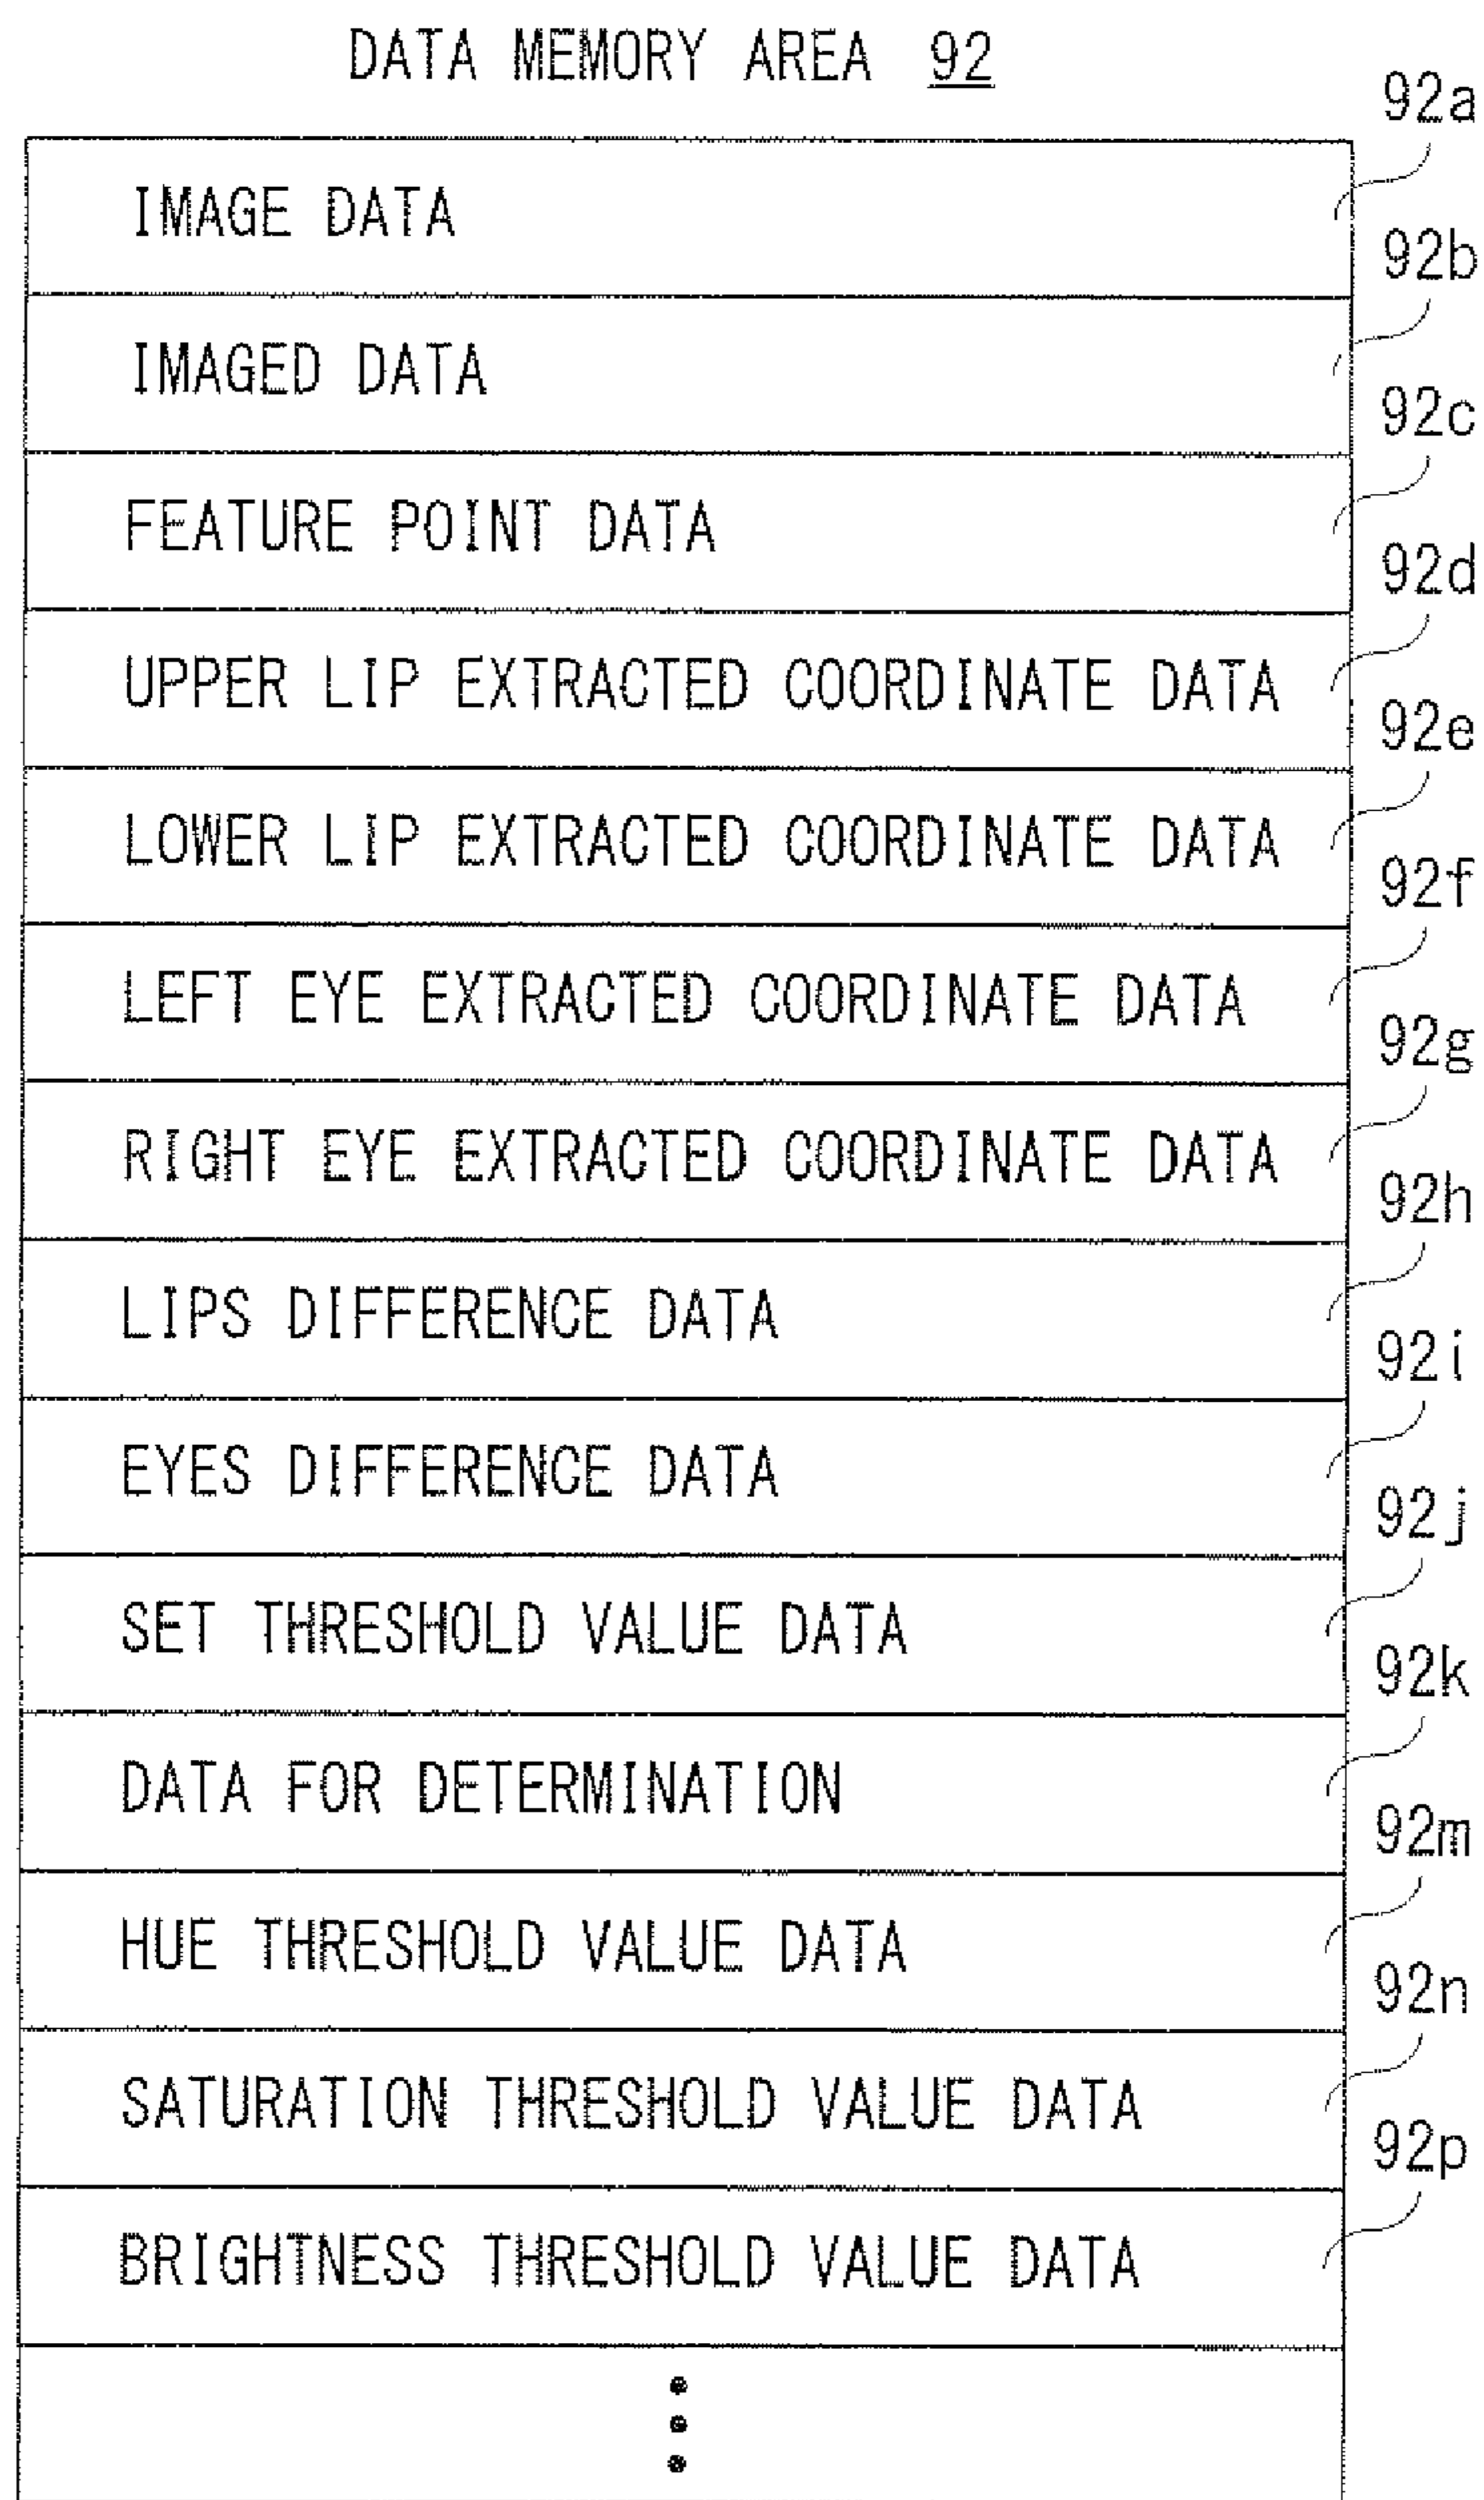 DATA MEMORY AREA 92
92a
IMAGE DATA
92b
IMAGED DATA
92c
FEATURE POINT DATA
92d
UPPER LIP EXTRACTED COORDINATE DATA
92e
LOWER LIP EXTRACTED COORDINATE DATA
92f
LEFT EYE EXTRACTED COORDINATE DATA
92g
RIGHT EYE EXTRACTED COORDINATE DATA
92h
LIPS DIFFERENCE DATA
92i
EYES DIFFERENCE DATA
92j
SET THRESHOLD VALUE DATA
92k
DATA FOR DETERMINATION
92m
HUE THRESHOLD VALUE DATA
92n
SATURATION THRESHOLD VALUE DATA
92p
BRIGHTNESS THRESHOLD VALUE DATA